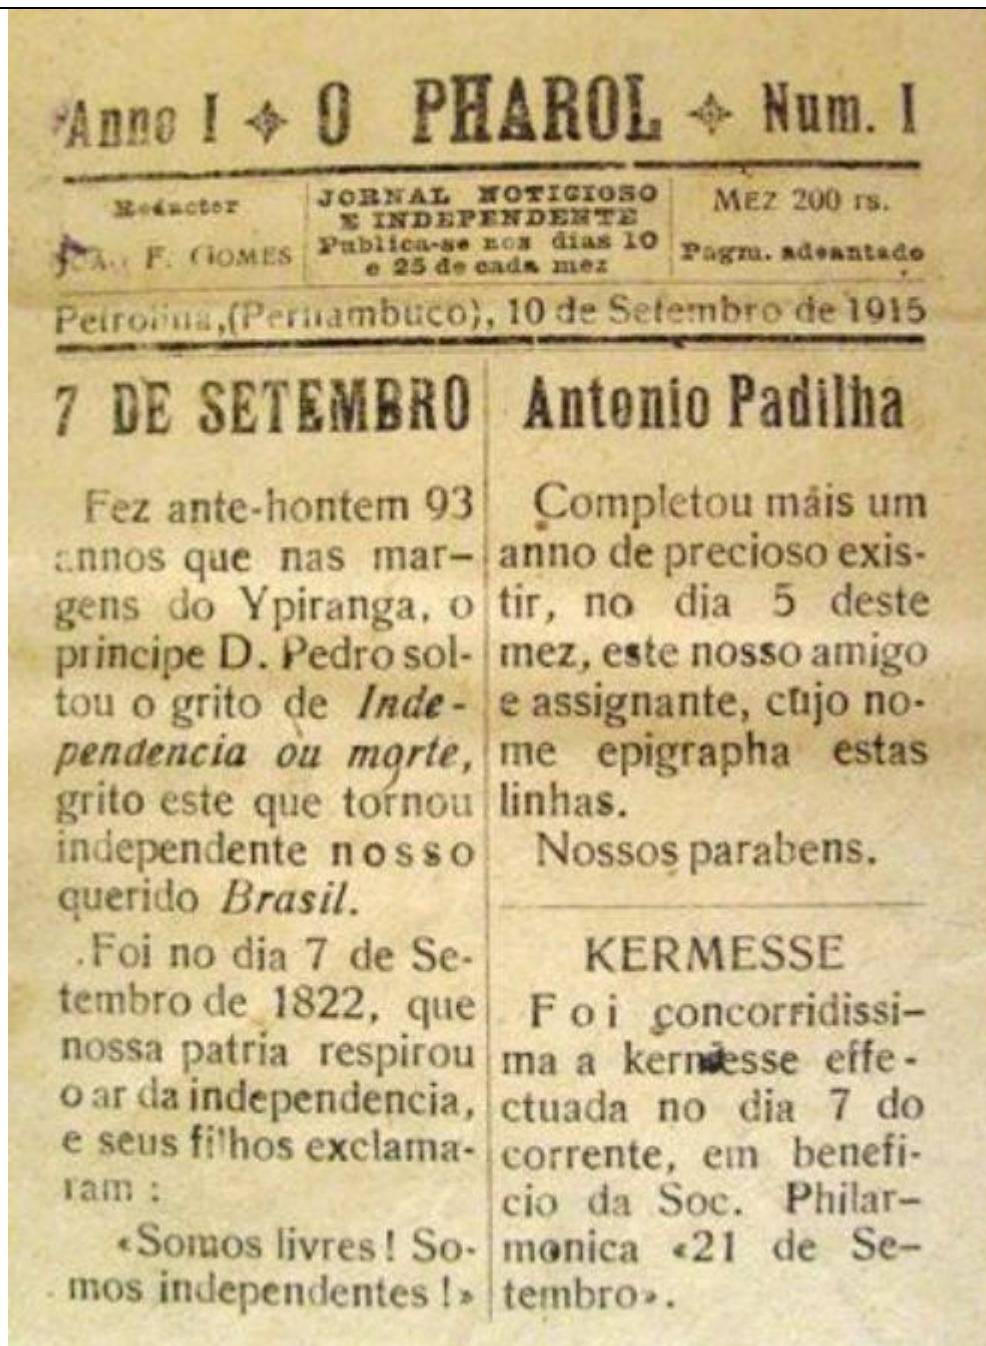 Anno I O PHAROL Num. I
Redactor
JOÃO F. GOMES
JORNAL NOTICIOSO
E INDEPENDENTE
Publica-se nos dias 10
e 25 de cada mez
MEZ 200 rs.
Pagm. adeantado
Petrolina,(Pernambuco), 10 de Setembro de 1915
7 DE SETEMBRO
Fez ante-hontem 93
annos que nas mar-
gens do Ypiranga, o
principe D. Pedro sol-
tou o grito de Inde-
pendencia ou morte,
grito este que tornou
independente nosso
querido Brasil.
Foi no dia 7 de Se-
tembro de 1822, que
nossa patria respirou
o ar da independencia,
e seus filhos exclama-
ram :
«Somos livres! So-
mos independentes!»
Antonio Padilha
Completou máis um
anno de precioso exis-
tir, no dia 5 deste
mez, este nosso amigo
e assignante, cujo no-
me epigrapha estas
linhas.
Nossos parabens.
KERMESSE
Foi concorridissi-
ma a kermesse effe-
ctuada no dia 7 do
corrente, em benefi-
cio da Soc. Philar-
monica «21 de Se-
tembro».